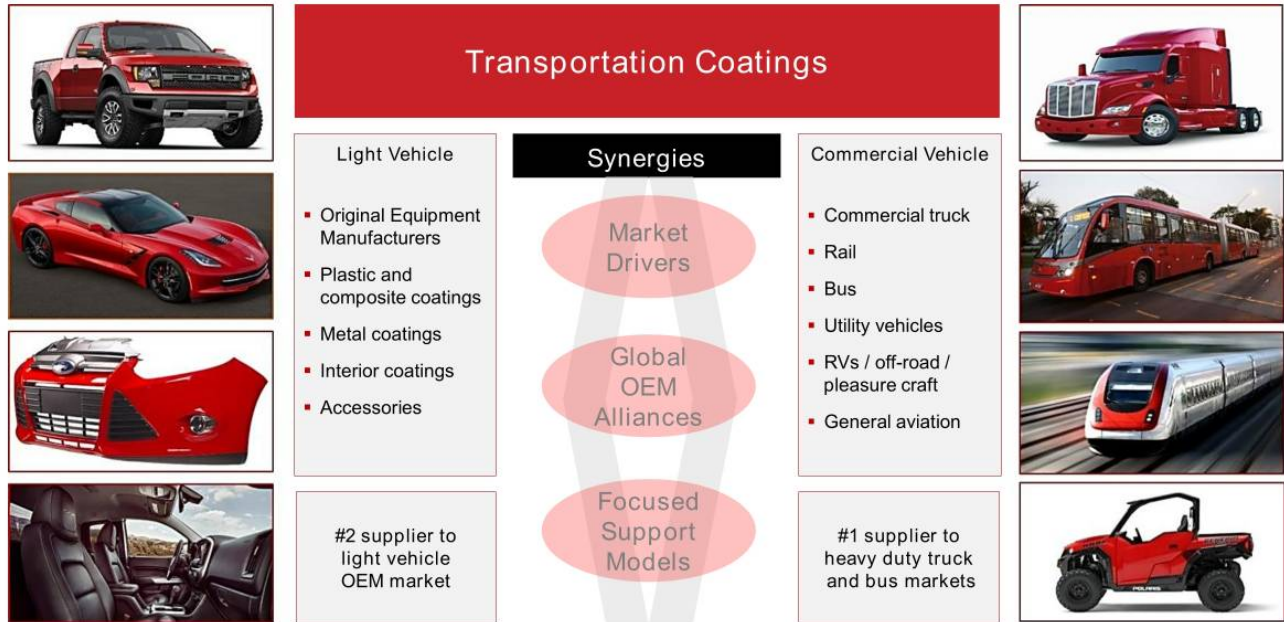 Transportation Coatings
Light Vehicle
Original Equipment
Manufacturers
Plastic and
composite coatings
Metal coatings
Interior coatings
Accessories
#2 supplier to
light vehicle
OEM market
Synergies
Market
Drivers
Global
OEM
Alliances
Focused
Support
Models
Commercial Vehicle
Commercial truck
Rail
Bus
Utility vehicles
RVs / off-road /
pleasure craft
General aviation
#1 supplier to
heavy duty truck
and bus markets
FORD
POLARIS